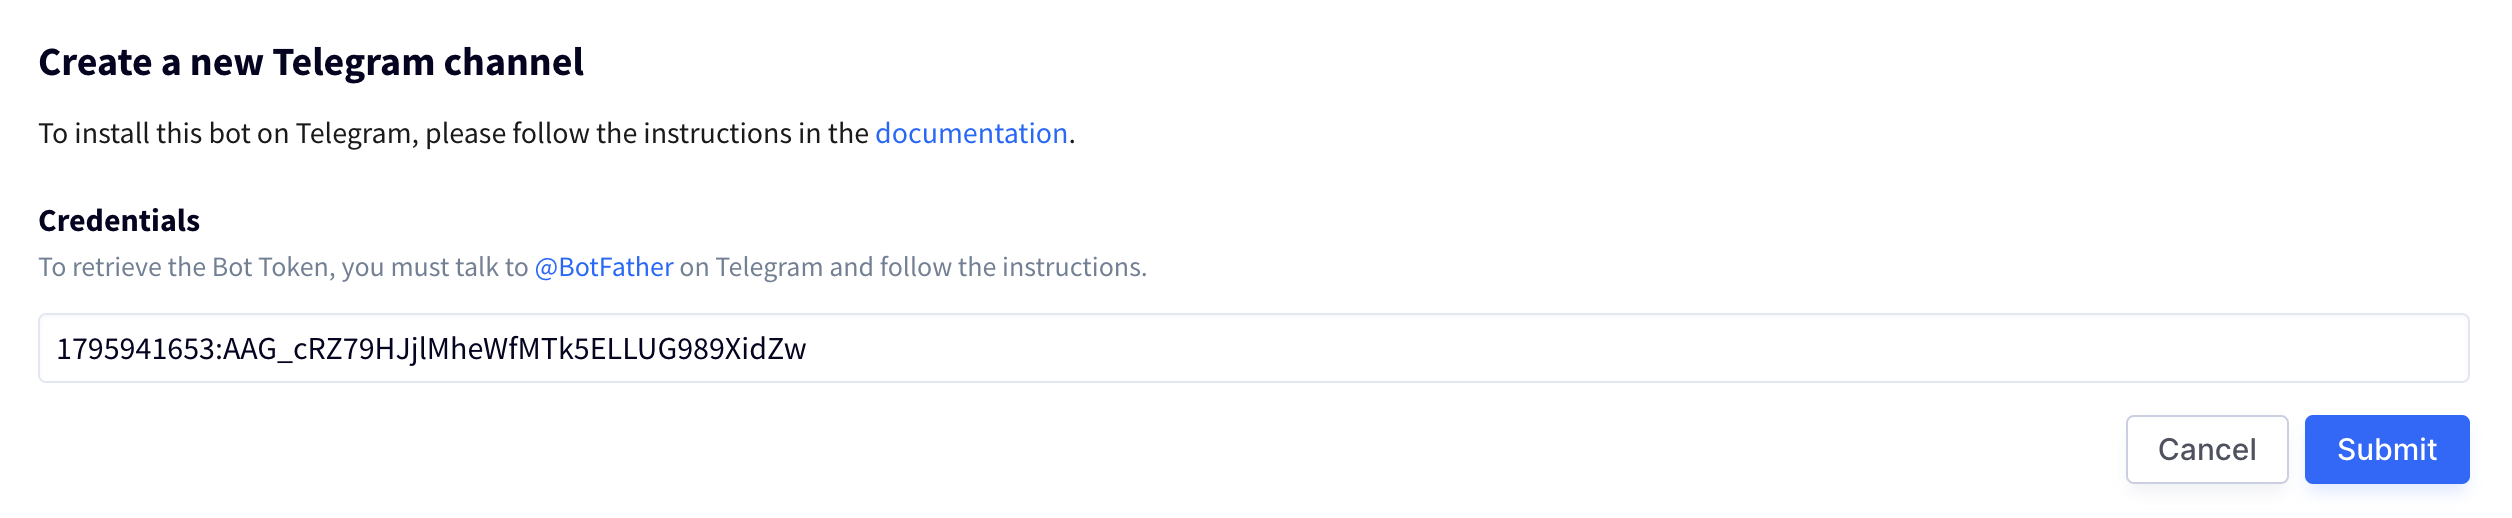 Create a new Telegram channel
To install this bot on Telegram, please follow the instructions in the documentation.
Credentials
To retrieve the Bot Token, you must talk to @BotFather on Telegram and follow the instructions.
1795941653:AAG_cRZ79HJjlMheWfMTk5ELLUG989XidZw
Cancel
Submit